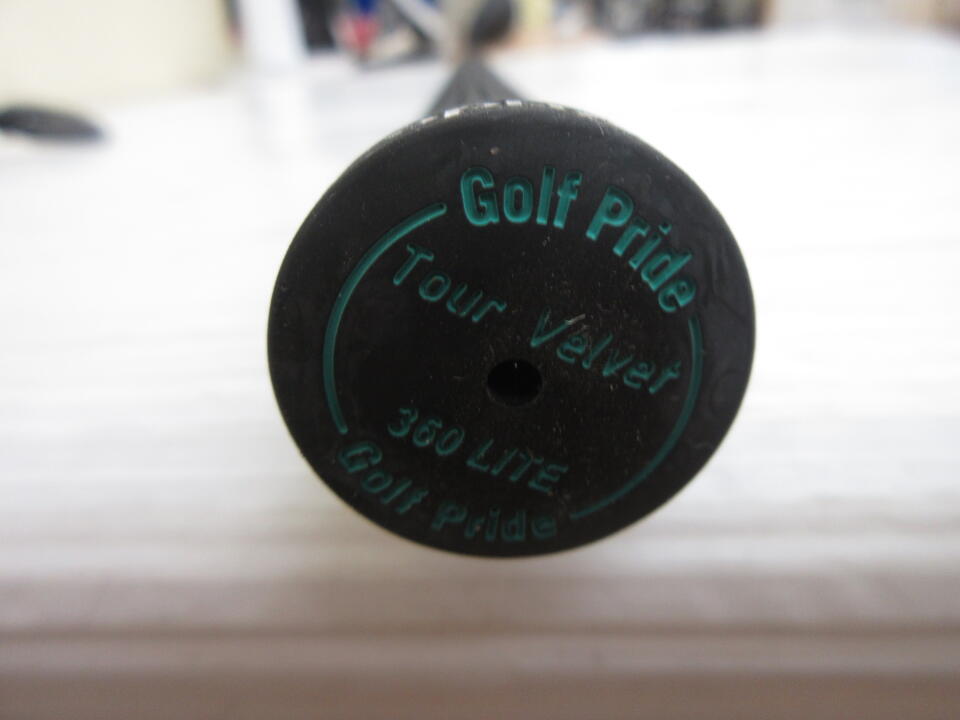 Golf Pride
Tour Velvet
360 LITE
Golf Pride